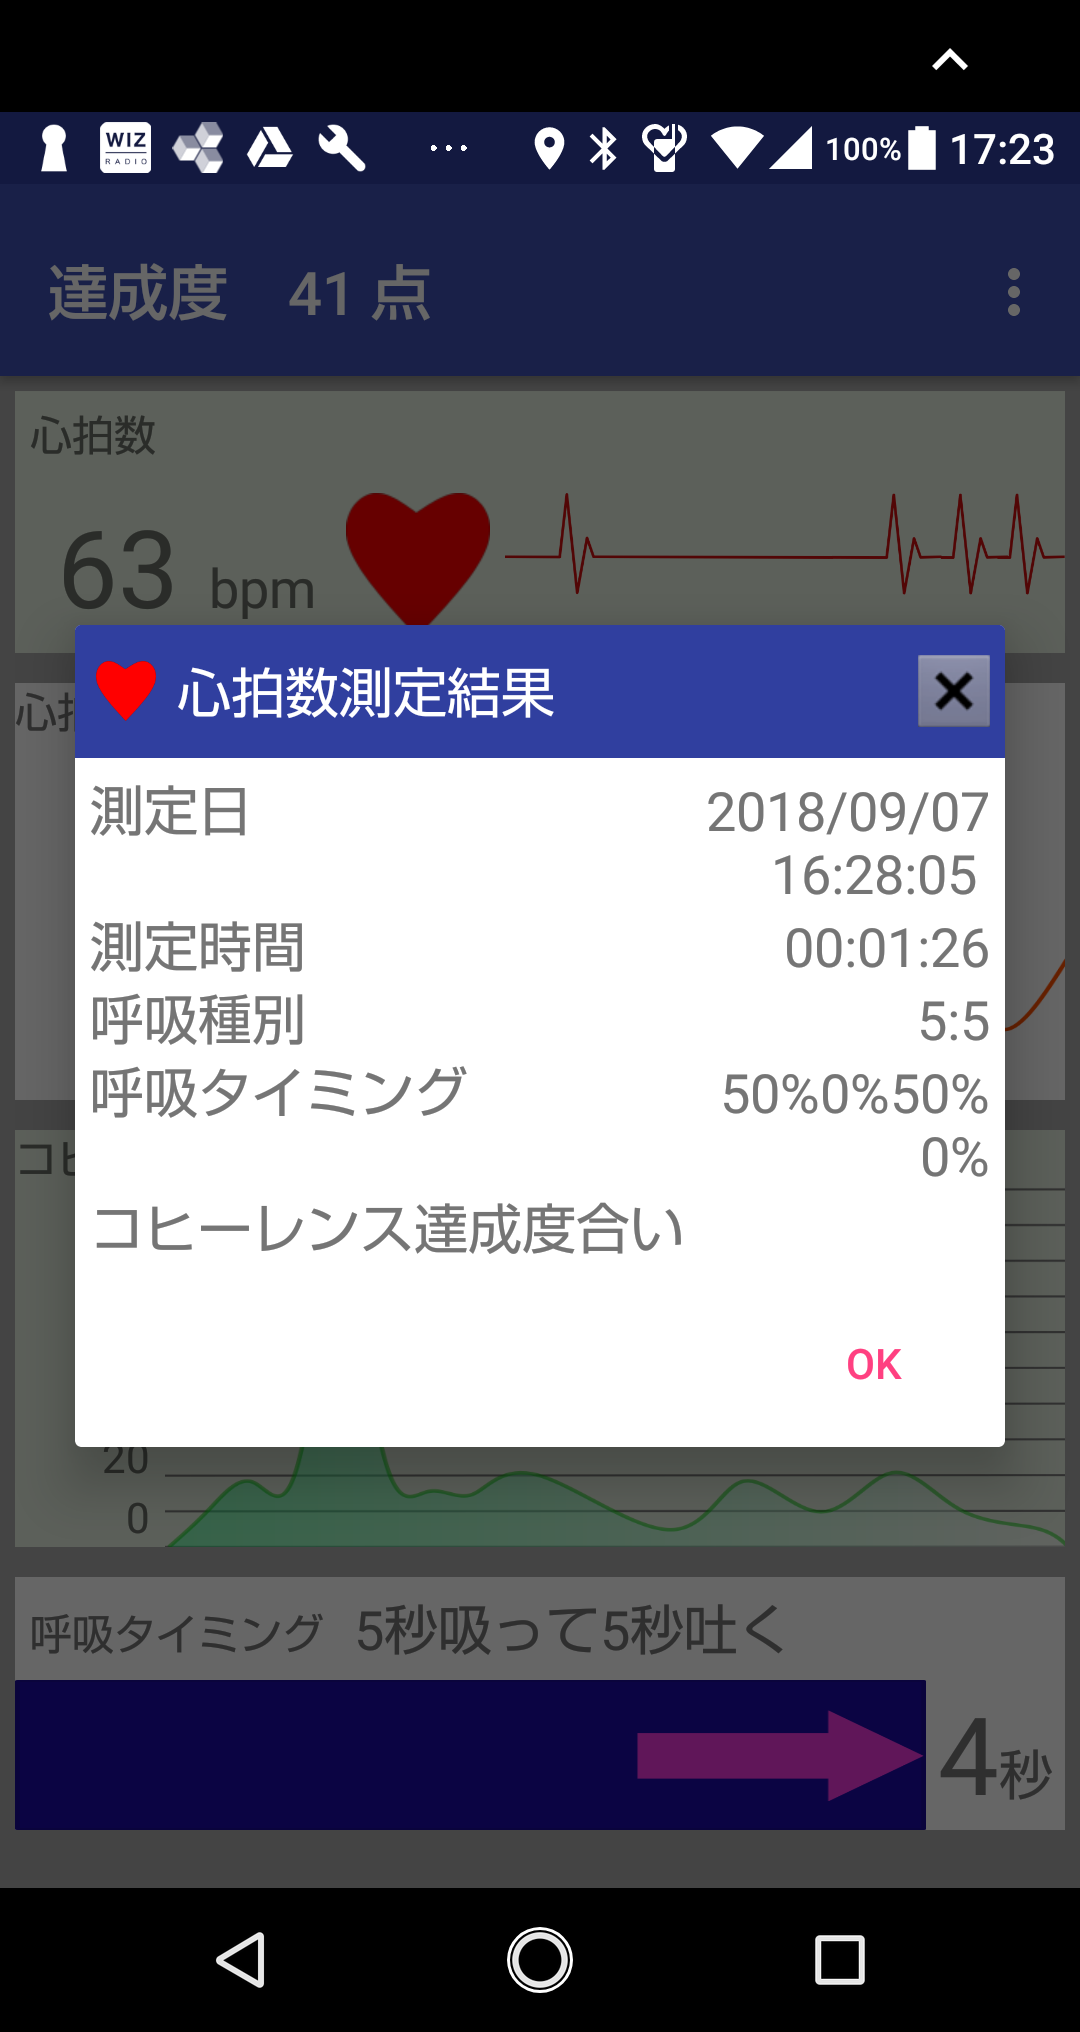 WIZ
RADIO
100%
17:23
達成度 41 点
心拍数
63 bpm
心拍数測定結果
心拍
測定日 2018/09/07
16:28:05
測定時間 00:01:26
呼吸種別 5:5
呼吸タイミング 50%0%50%
0%
コヒ
コヒーレンス達成度合い
OK
20
0
呼吸タイミング 5秒吸って5秒吐く
4秒